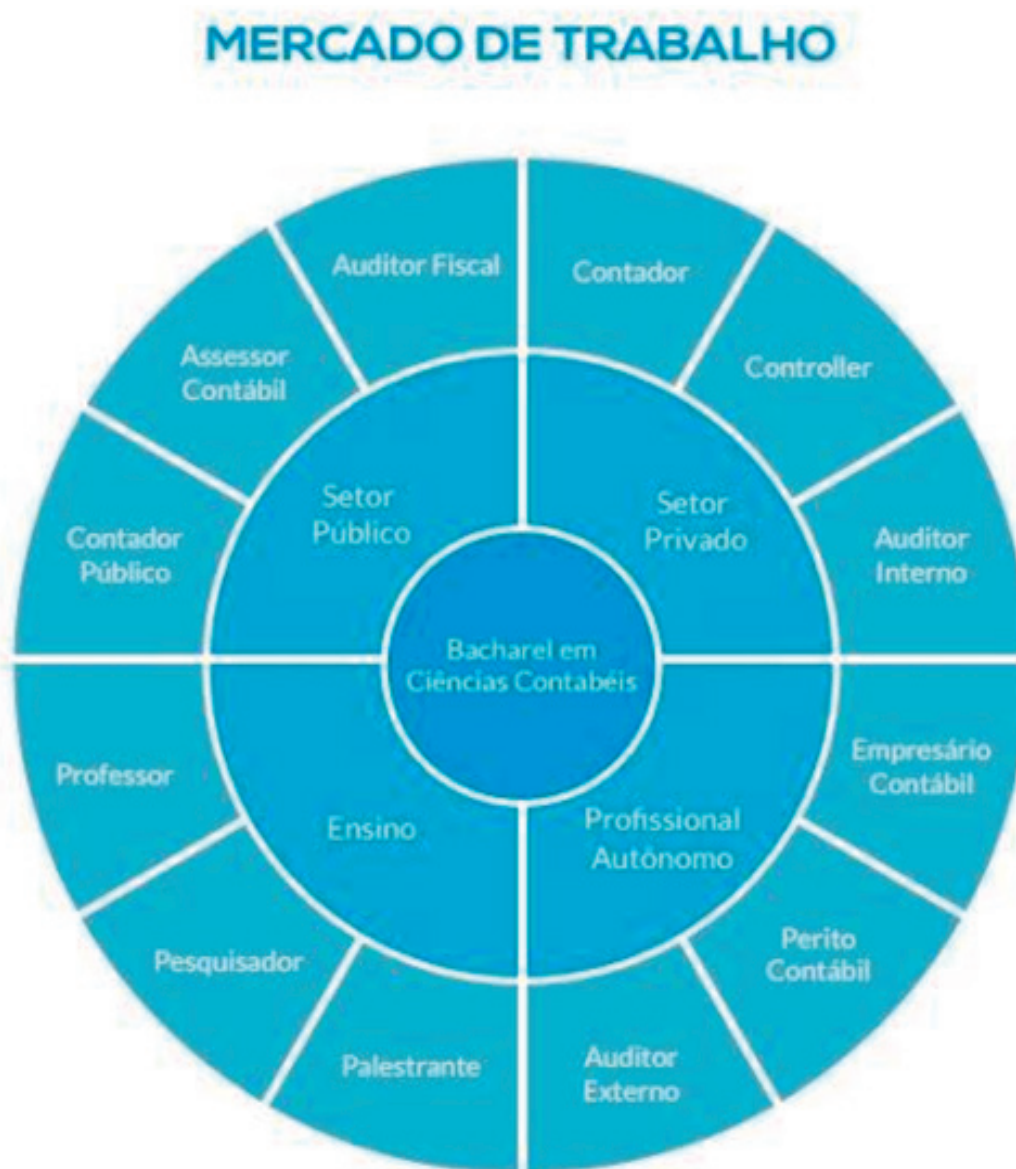 MERCADO DE TRABALHO
Auditor Fiscal
Contador
Assessor
Contábil
Controller
Contador
Público
Setor
Público
Setor
Privado
Auditor
Interno
Bacharel em
Ciências Contabéis
Professor
Ensino
Profissional
Autônomo
Empresário
Contábil
Pesquisador
Perito
Contábil
Palestrante
Auditor
Externo